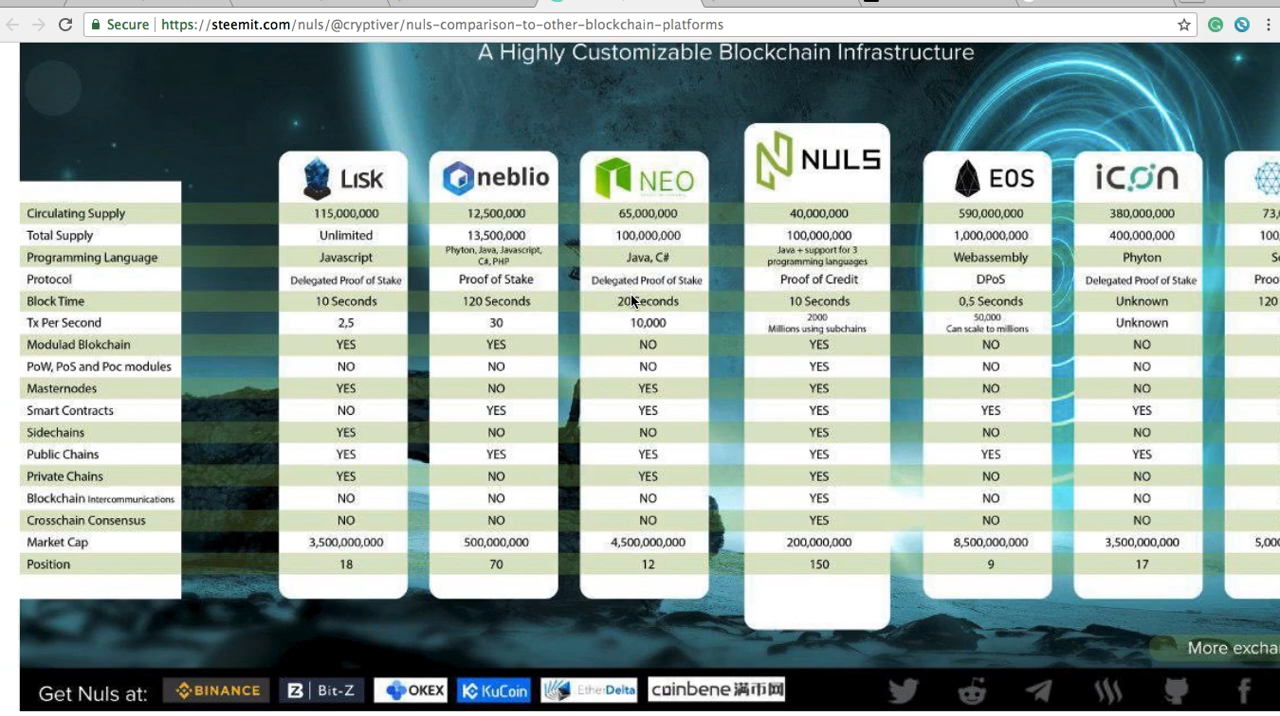 Secure | https://steemit.com/nuls/@cryptiver/nuls-comparison-to-other-blockchain-platforms
A Highly Customizable Blockchain Infrastructure
LISK neblio NEO NULS EOS icon
Circulating Supply 115,000,000 12,500,000 65,000,000 40,000,000 590,000,000 380,000,000 73,
Total Supply Unlimited 13,500,000 100,000,000 100,000,000 1,000,000,000 400,000,000 100,
Programming Language Javascript Phyton, Java, Javascript, C#, PHP Java, C# Java + support for 3 programming languages Webassembly Phyton
Protocol Delegated Proof of Stake Proof of Stake Delegated Proof of Stake Proof of Credit DPoS Delegated Proof of Stake Proo
Block Time 10 Seconds 120 Seconds 20 Seconds 10 Seconds 0,5 Seconds Unknown 120
Tx Per Second 2,5 30 10,000 2000 Millions using subchains 50,000 Can scale to millions Unknown
Modulad Blokchain YES YES NO YES NO NO
PoW, PoS and Poc modules NO NO NO YES NO NO
Masternodes YES NO YES YES NO NO
Smart Contracts NO YES YES YES YES YES
Sidechains YES NO NO YES NO NO
Public Chains YES YES YES YES YES YES
Private Chains YES NO YES YES NO NO
Blockchain Intercommunications NO NO NO YES NO NO
Crosschain Consensus NO NO NO YES NO NO
Market Cap 3,500,000,000 500,000,000 4,500,000,000 200,000,000 8,500,000,000 3,500,000,000 5,000
Position 18 70 12 150 9 17
More excha
Get Nuls at: BINANCE Bit-Z OKEX KuCoin EtherDelta coinbene 满币网